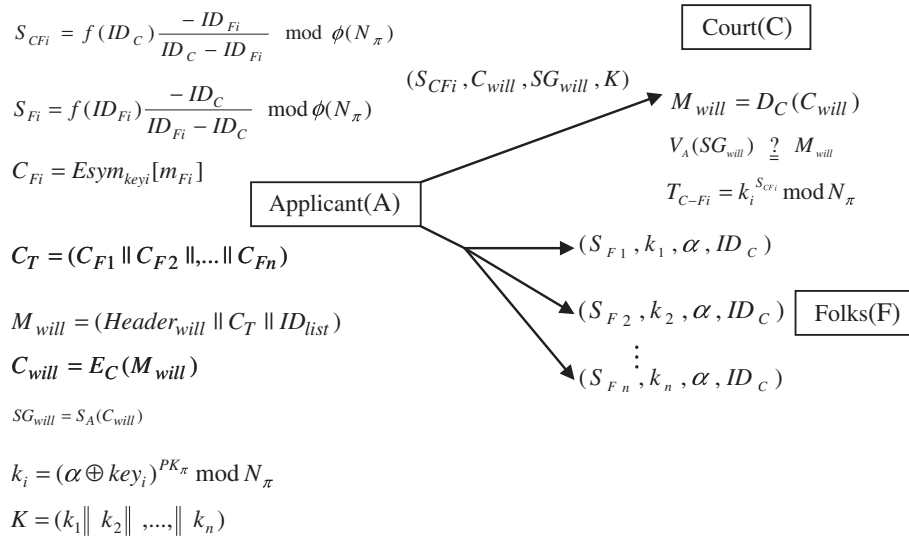 S_{CFi} = f(ID_C) \frac{-ID_{Fi}}{ID_C - ID_{Fi}} mod φ(N_π)
S_{Fi} = f(ID_{Fi}) \frac{-ID_C}{ID_{Fi} - ID_C} mod φ(N_π)
C_{Fi} = Esym_{keyi}[m_{Fi}]
C_T = (C_{F1} || C_{F2} ||,... || C_{Fn})
M_{will} = (Header_{will} || C_T || ID_{list})
C_{will} = E_C(M_{will})
SG_{will} = S_A(C_{will})
k_i = (α ⊕ key_i)^{PK_π} mod N_π
K = (k_1 || k_2 || ,..., || k_n)
Applicant(A)
(S_{CFi}, C_{will}, SG_{will}, K)
Court(C)
M_{will} = D_C(C_{will})
V_A(SG_{will}) ≟ M_{will}
T_{C-Fi} = k_i^{S_{CFi}} mod N_π
(S_{F1}, k_1, α, ID_C)
(S_{F2}, k_2, α, ID_C)
⋮
(S_{Fn}, k_n, α, ID_C)
Folks(F)